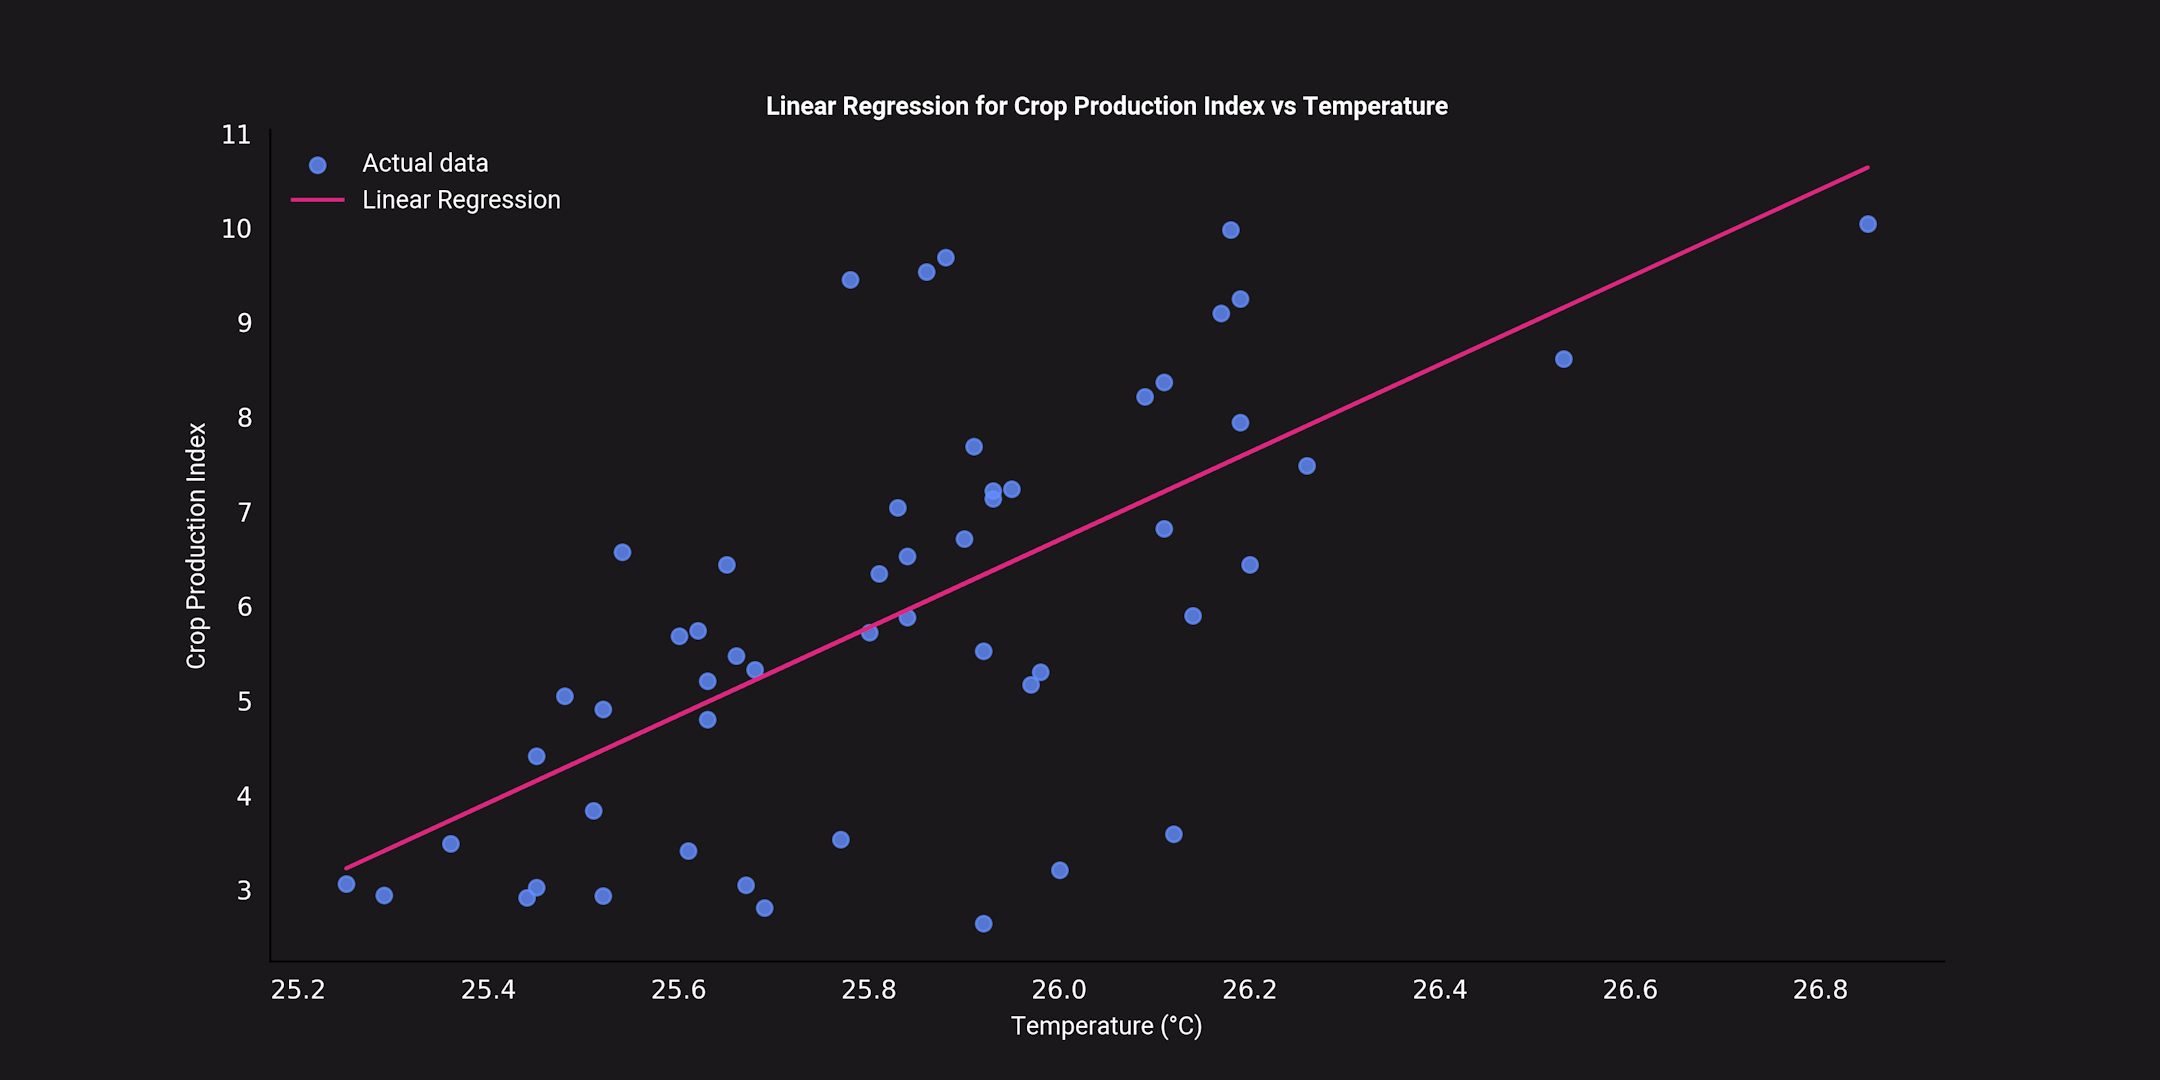 Linear Regression for Crop Production Index vs Temperature
Actual data
Linear Regression
11
10
9
8
7
6
5
4
3
Crop Production Index
25.2 25.4 25.6 25.8 26.0 26.2 26.4 26.6 26.8
Temperature (°C)